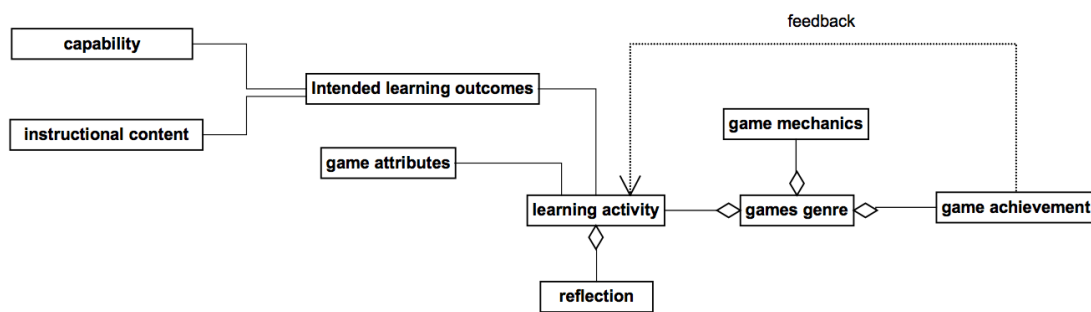 feedback
capability
Intended learning outcomes
instructional content
game mechanics
game attributes
learning activity
games genre
game achievement
reflection